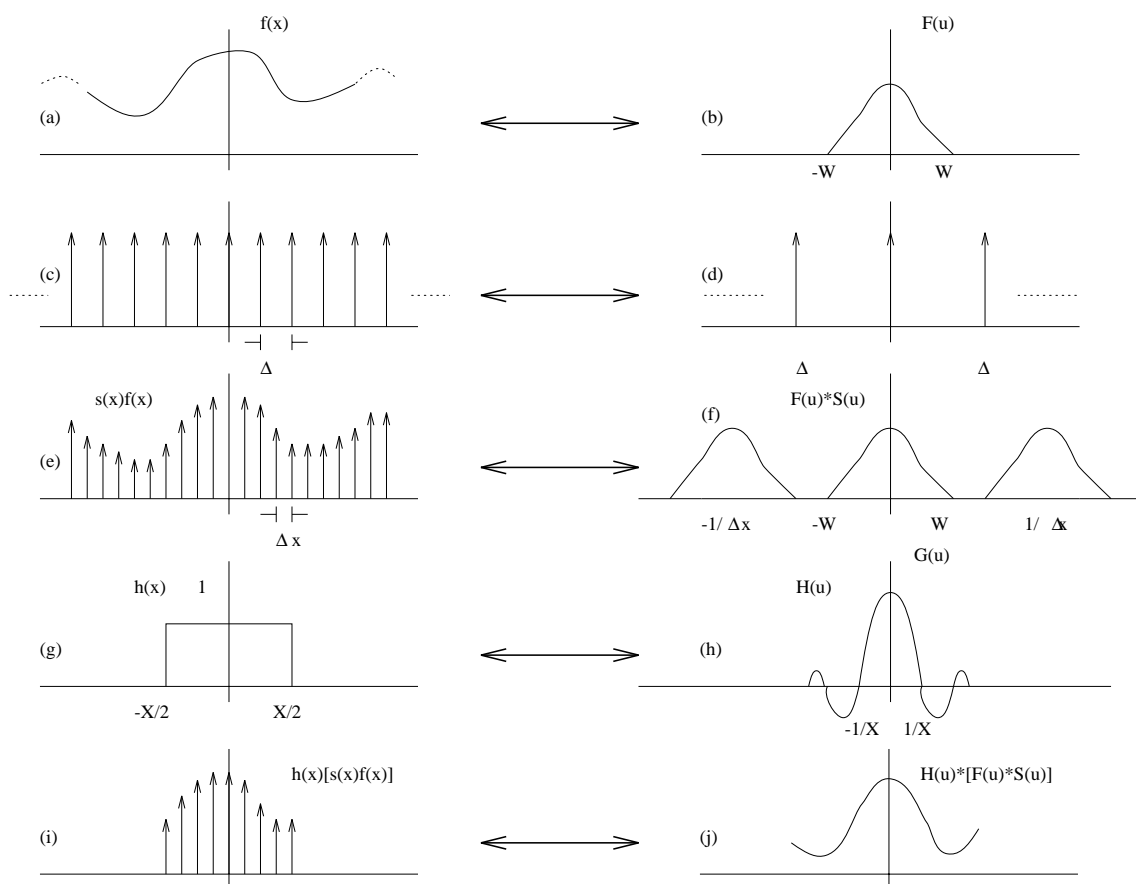 f(x)
F(u)
(a)
(b)
-W
W
(c)
(d)
Δ
Δ
Δ
s(x)f(x)
F(u)*S(u)
(f)
(e)
-1/ Δx
-W
W
1/ Δx
Δ x
G(u)
h(x)
1
H(u)
(g)
(h)
-X/2
X/2
-1/X
1/X
h(x)[s(x)f(x)]
H(u)*[F(u)*S(u)]
(i)
(j)